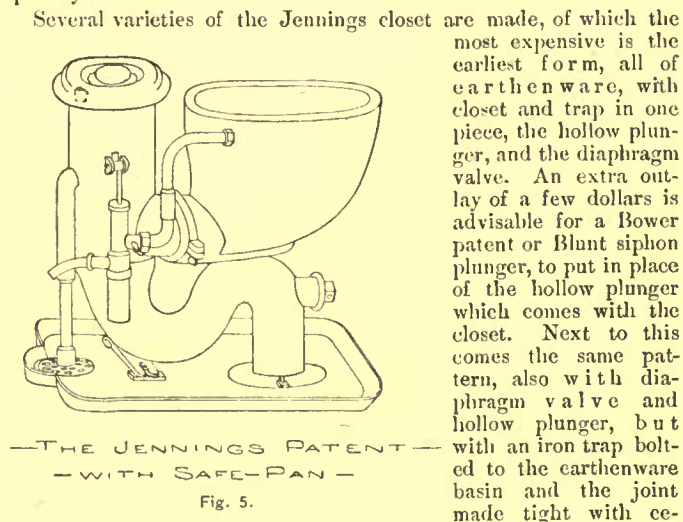 Several varieties of the Jennings closet are made, of which the
most expensive is the
earliest form, all of
earthenware, with
closet and trap in one
piece, the hollow plun-
ger, and the diaphragm
valve. An extra out-
lay of a few dollars is
advisable for a Bower
patent or Blunt siphon
plunger, to put in place
of the hollow plunger
which comes with the
closet. Next to this
comes the same pat-
tern, also with dia-
phragm valve and
hollow plunger, but
with an iron trap bolt-
ed to the earthenware
basin and the joint
made tight with ce-
—THE JENNINGS PATENT—
—WITH SAFE-PAN—
Fig. 5.